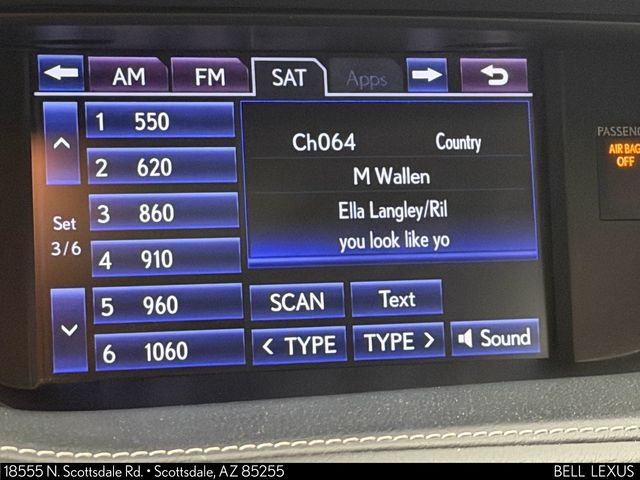 AM FM SAT Apps
1 550
2 620
3 860
4 910
5 960
6 1060
Set
3/6
Ch064 Country
M Wallen
Ella Langley/Ril
you look like yo
SCAN Text
< TYPE TYPE > Sound
PASSENG
AIR BAG
OFF
18555 N. Scottsdale Rd. • Scottsdale, AZ 85255
BELL LEXUS